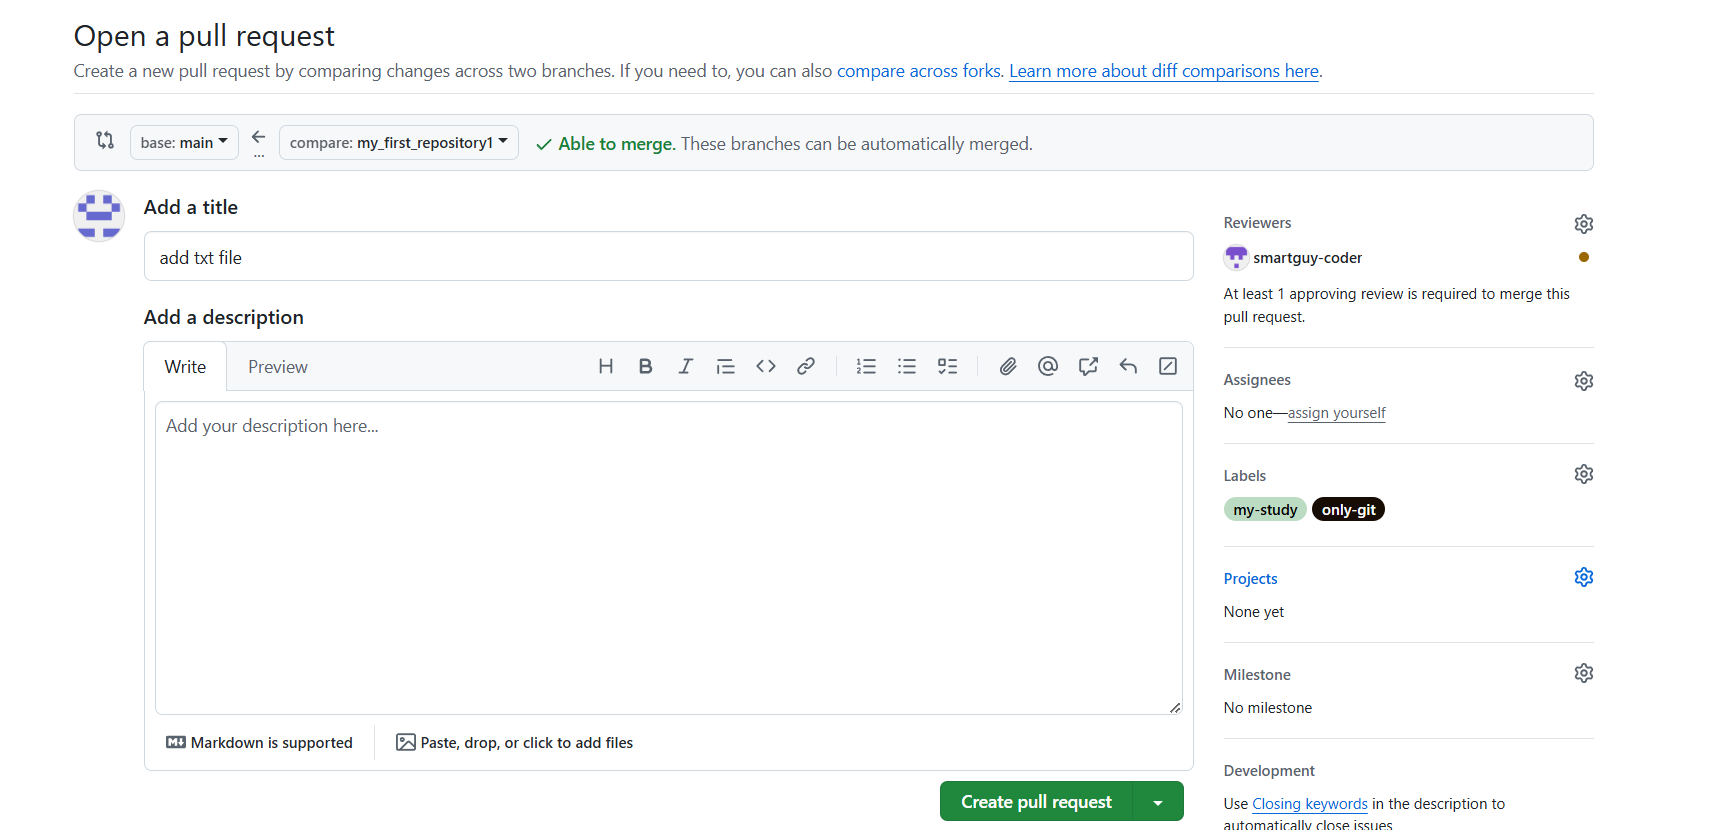 Open a pull request
Create a new pull request by comparing changes across two branches. If you need to, you can also compare across forks. Learn more about diff comparisons here.
base: main
...
compare: my_first_repository1
Able to merge. These branches can be automatically merged.
Add a title
add txt file
Add a description
Write
Preview
Add your description here...
Markdown is supported
Paste, drop, or click to add files
Create pull request
Reviewers
smartguy-coder
At least 1 approving review is required to merge this
pull request.
Assignees
No one—assign yourself
Labels
my-study
only-git
Projects
None yet
Milestone
No milestone
Development
Use Closing keywords in the description to
automatically close issues